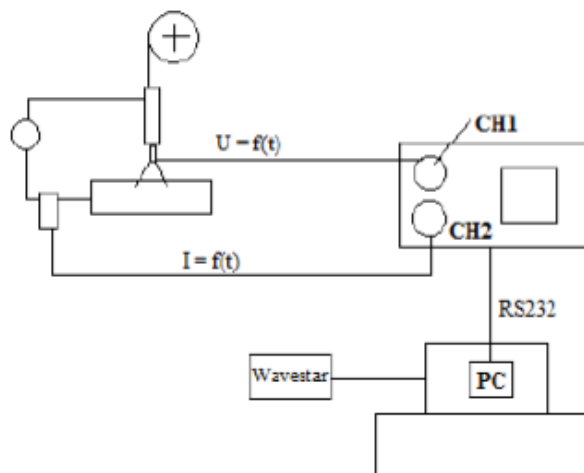 CH1
U = f(t)
CH2
I = f(t)
RS232
Wavestar
PC